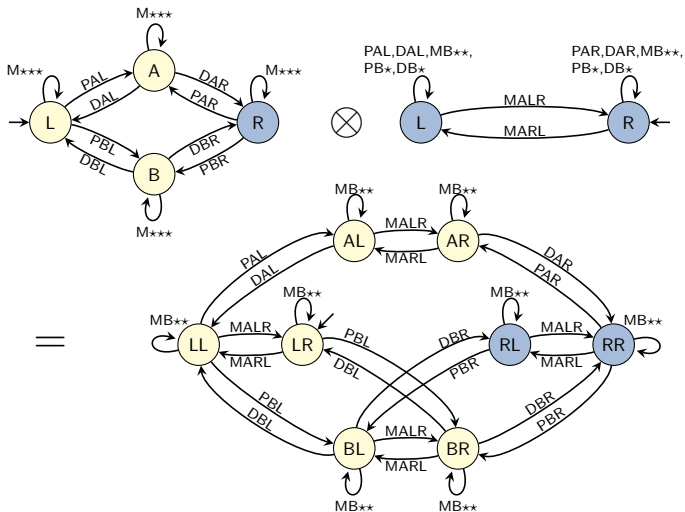 M⋆⋆⋆
A
M⋆⋆⋆
PAL
DAL
DAR
PAR
M⋆⋆⋆
L
R
PBL
DBL
DBR
PBR
B
M⋆⋆⋆
⊗
PAL,DAL,MB⋆⋆,
PB⋆,DB⋆
PAR,DAR,MB⋆⋆,
PB⋆,DB⋆
L
MALR
MARL
R
=
MB⋆⋆
MB⋆⋆
AL
MALR
MARL
AR
PAL
DAL
DAR
PAR
MB⋆⋆
LL
MALR
MARL
MB⋆⋆
LR
PBL
DBL
DBR
PBR
MB⋆⋆
RL
MALR
MARL
RR
MB⋆⋆
PBL
DBL
DBR
PBR
BL
MALR
MARL
BR
MB⋆⋆
MB⋆⋆